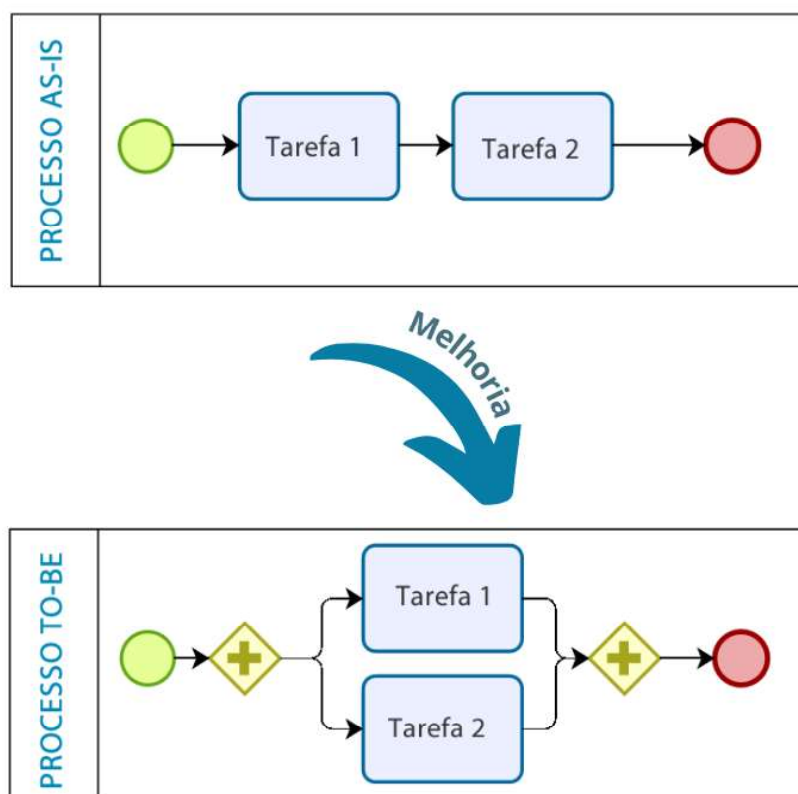 PROCESSO AS-IS
Tarefa 1
Tarefa 2
Melhoria
PROCESSO TO-BE
Tarefa 1
Tarefa 2